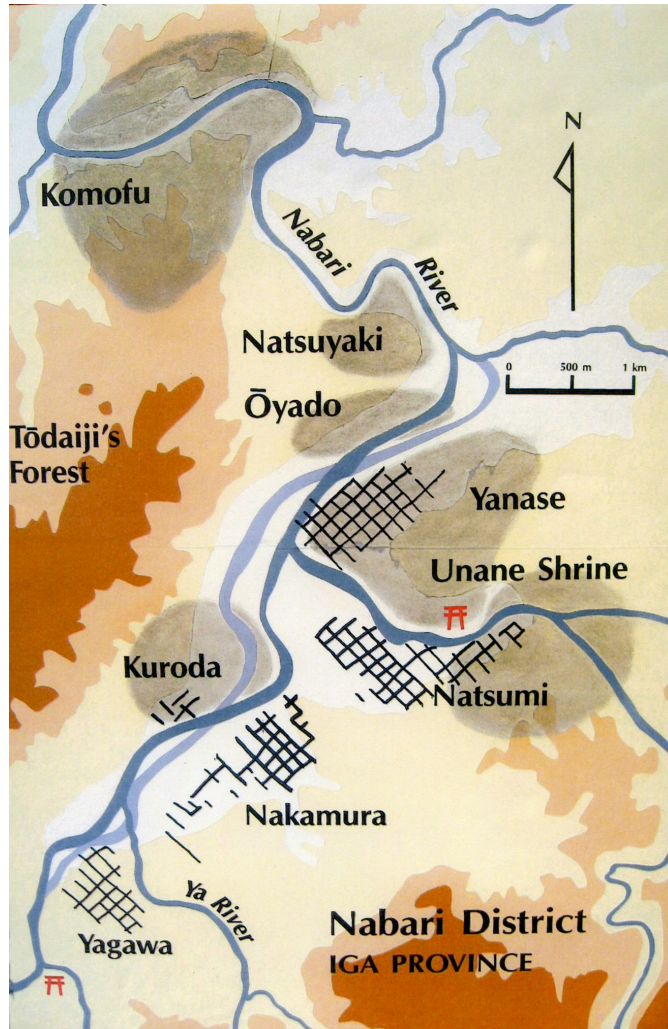 N
Komofu
Nabari
River
Natsuyaki
0 500 m 1 km
Ōyado
Tōdaiji's
Forest
Yanase
Unane Shrine
Kuroda
Natsumi
Nakamura
Ya River
Yagawa
Nabari District
IGA PROVINCE